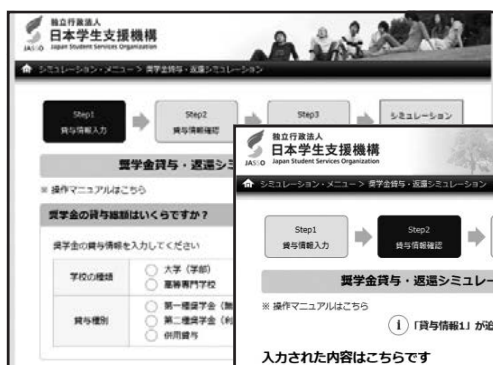 独立行政法人
日本学生支援機構
JASSO Japan Student Services Organization
シミュレーション・メニュー > 奨学金貸与・返還シミュレーション
Step1
貸与情報入力
Step2
貸与情報確認
Step3
シミュレーション
奨学金貸与・返還シミ
※ 操作マニュアルはこちら
奨学金の貸与総額はいくらですか？
奨学金の貸与情報を入力してください
学校の種類
大学（学部）
高等専門学校
貸与種別
第一種奨学金（無
第二種奨学金（利
併用貸与
独立行政法人
日本学生支援機構
JASSO Japan Student Services Organization
シミュレーション・メニュー > 奨学金貸与・返還シミュレーション
Step1
貸与情報入力
Step2
貸与情報確認
奨学金貸与・返還シミュレー
※ 操作マニュアルはこちら
i 「貸与情報1」が追
入力された内容はこちらです